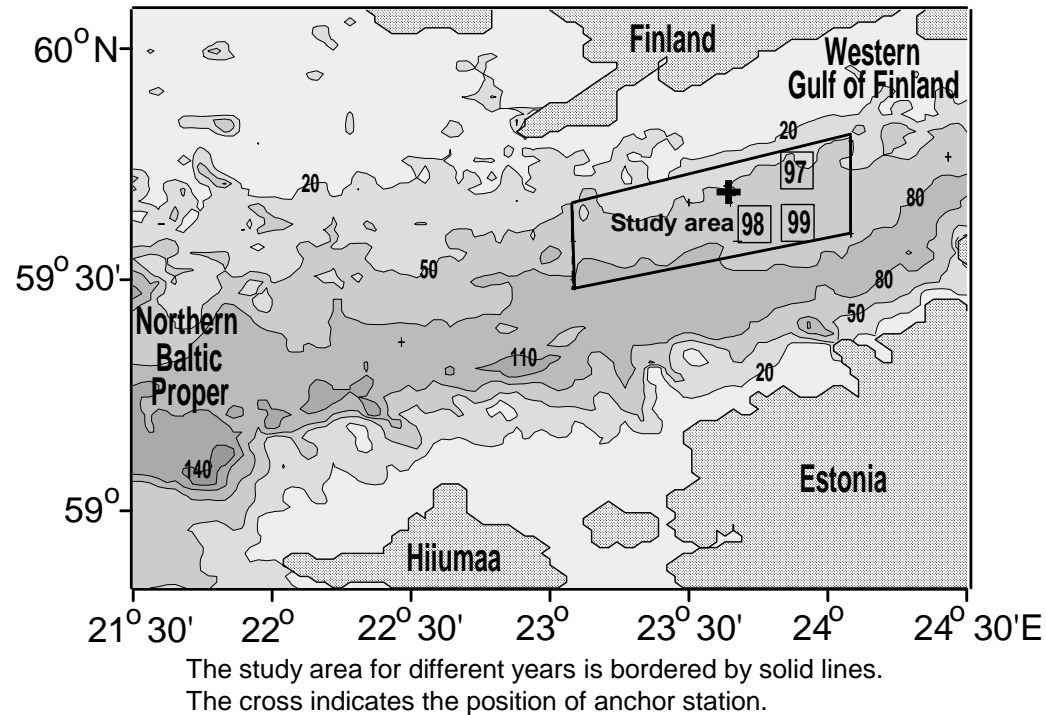 60° N
Finland
Western
Gulf of Finland
20
97
20
80
Study area
98
99
50
59° 30'
80
50
Northern
Baltic
Proper
110
20
140
Estonia
59°
Hiiumaa
21° 30'
22°
22° 30'
23°
23° 30'
24°
24° 30'E
The study area for different years is bordered by solid lines.
The cross indicates the position of anchor station.